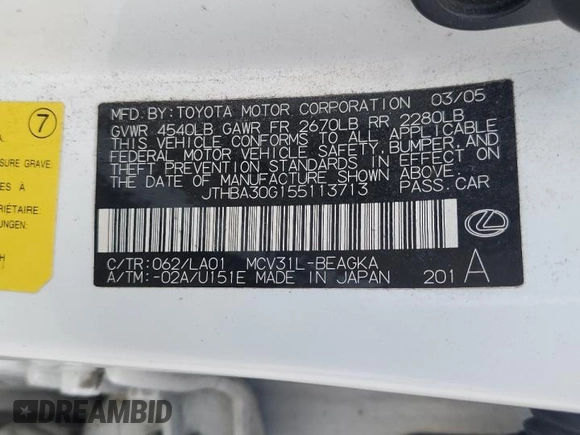 7
A.
SURE GRAVE.
S
RIÉTAIRE.
UNGEN:
H
MFD. BY: TOYOTA MOTOR CORPORATION 03/05
GVWR 4540LB GAWR FR 2670LB RR 2280LB
THIS VEHICLE CONFORMS TO ALL APPLICABLE
FEDERAL MOTOR VEHICLE SAFETY, BUMPER, AND
THEFT PREVENTION STANDARDS IN EFFECT ON
THE DATE OF MANUFACTURE SHOWN ABOVE.
JTHBA30G155113713 PASS. CAR
C/TR: 062/LA01 MCV31L-BEAGKA
A/TM: -02A/U151E MADE IN JAPAN 201 A
DREAMBID